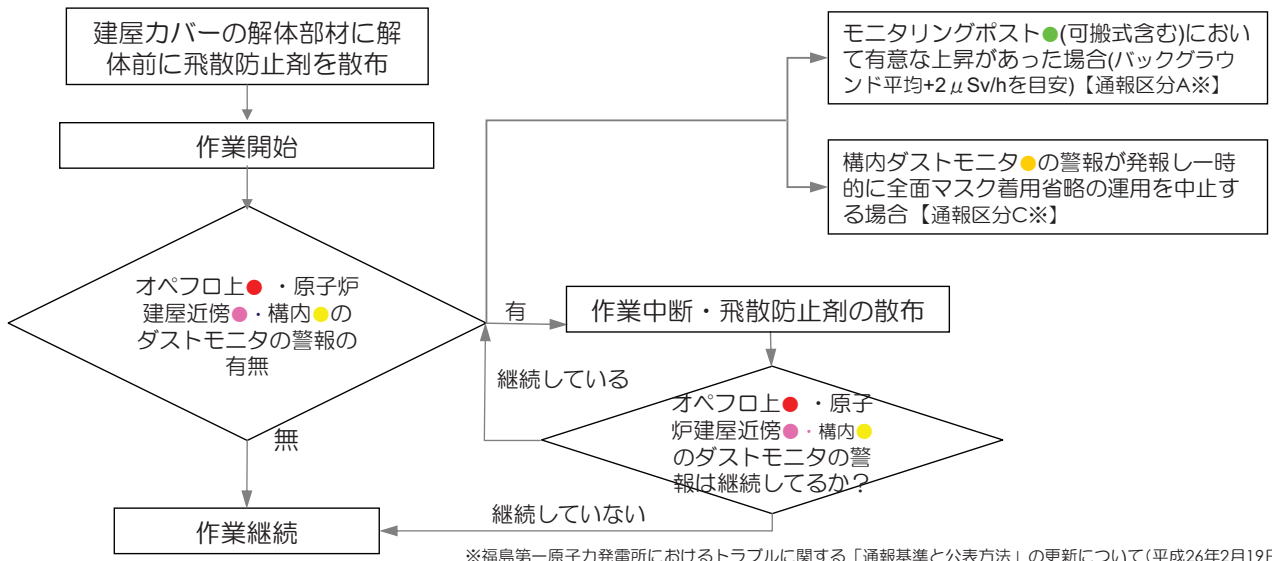 建屋カバーの解体部材に解
体前に飛散防止剤を散布
作業開始
オペフロ上● ・原子炉
建屋近傍●・構内●の
ダストモニタの警報の
有無
有
無
作業継続
モニタリングポスト●(可搬式含む)におい
て有意な上昇があった場合(バックグラウ
ンド平均+2μSv/hを目安)【通報区分A※】
構内ダストモニタ●の警報が発報し一時
的に全面マスク着用省略の運用を中止す
る場合【通報区分C※】
作業中断・飛散防止剤の散布
継続している
オペフロ上● ・原子
炉建屋近傍●・構内●
のダストモニタの警
報は継続してるか?
継続していない
※福島第一原子力発電所におけるトラブルに関する「通報基準と公表方法」の更新について(平成26年2月19日